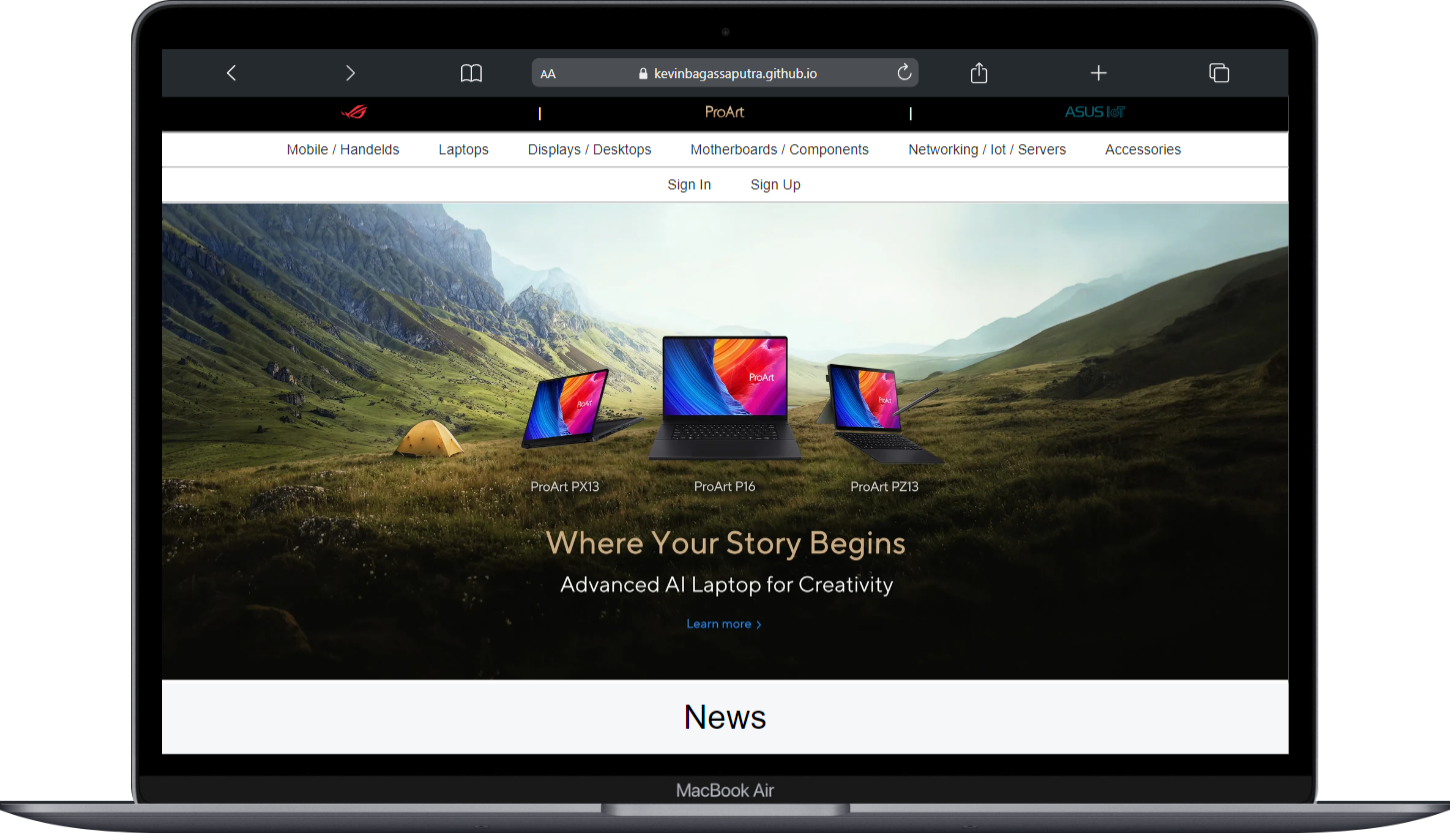 AA kevinbagassaputra.github.io
ProArt ASUS IoT
Mobile / Handelds Laptops Displays / Desktops Motherboards / Components Networking / Iot / Servers Accessories
Sign In Sign Up
ProArt
ProArt
ProArt
ProArt PX13 ProArt P16 ProArt PZ13
Where Your Story Begins
Advanced AI Laptop for Creativity
Learn more >
News
MacBook Air